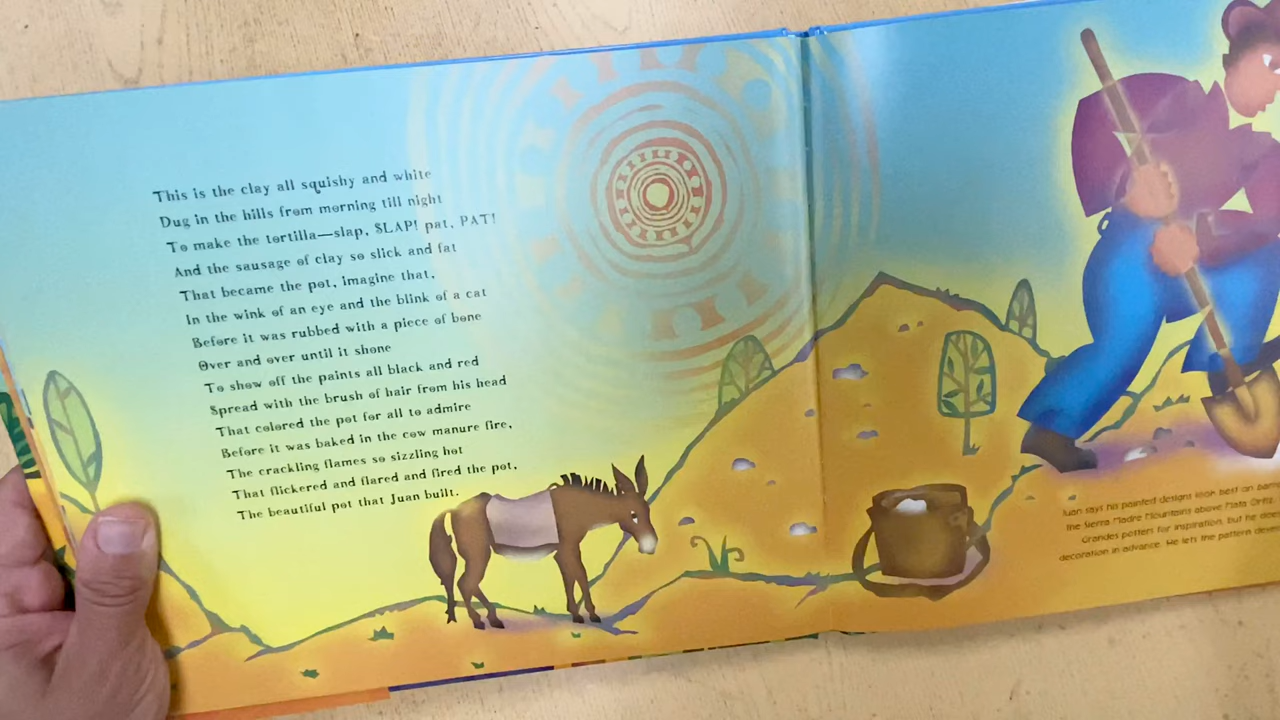 This is the clay all squishy and white
Dug in the hills from morning till night
To make the tortilla—slap, SLAP! pat, PAT!
And the sausage of clay so slick and fat
That became the pot, imagine that,
In the wink of an eye and the blink of a cat
Before it was rubbed with a piece of bone
Over and over until it shone
To show off the paints all black and red
Spread with the brush of hair from his head
That colored the pot for all to admire
Before it was baked in the cow manure fire,
The crackling flames so sizzling hot
That flickered and flared and fired the pot,
The beautiful pot that Juan built.
Juan says his painted designs look best on
the Sierra Madre Mountains above Mata Ortiz.
Grandes potters for inspiration, but he
decoration in advance. He lets the pattern